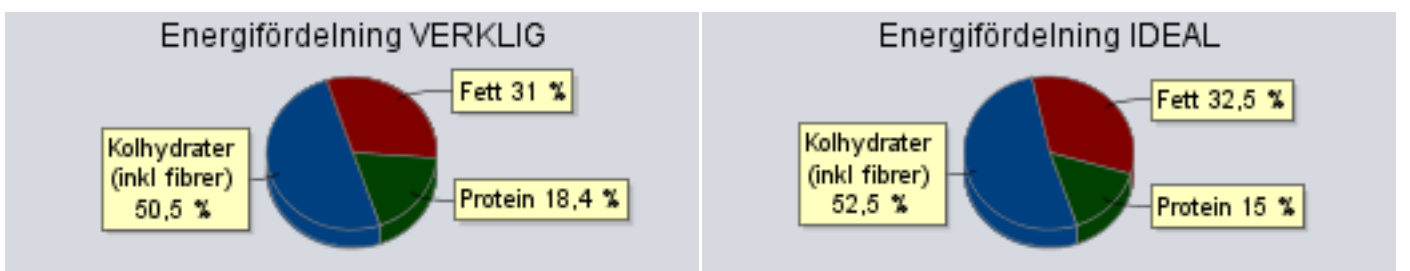 Energifördelning VERKLIG
Fett 31 %
Kolhydrater
(inkl fibrer)
50,5 %
Protein 18,4 %
Energifördelning IDEAL
Fett 32,5 %
Kolhydrater
(inkl fibrer)
52,5 %
Protein 15 %